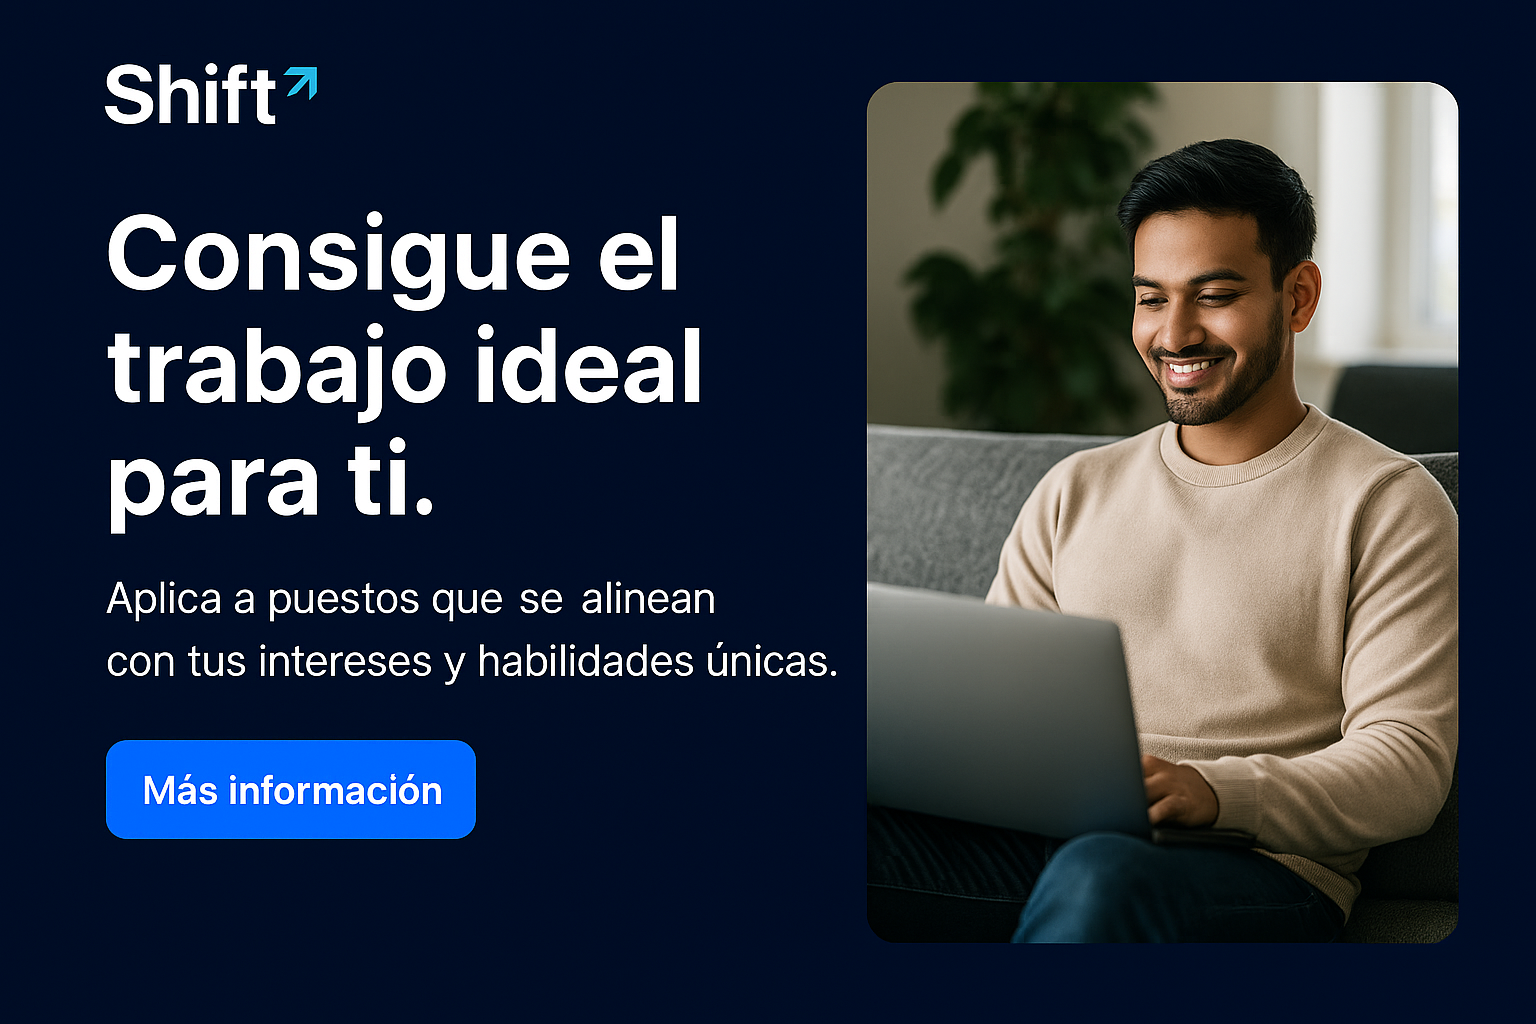 Shift
Consigue el
trabajo ideal
para ti.
Aplica a puestos que se alinean
con tus intereses y habilidades únicas.
Más información